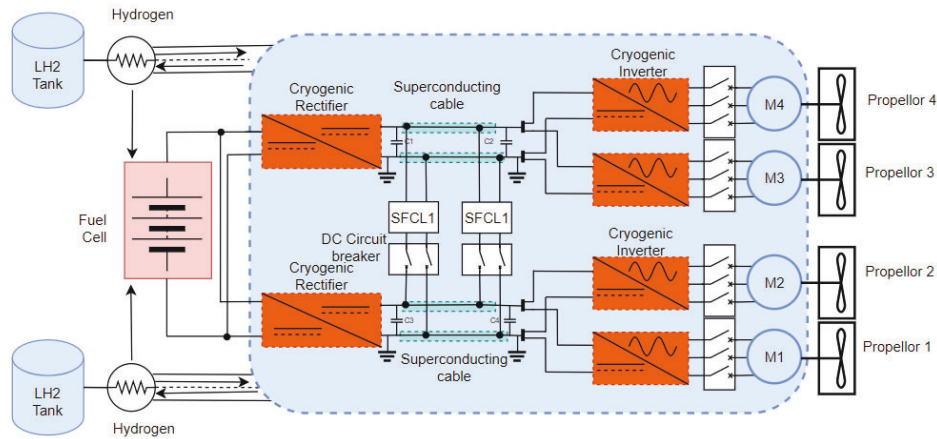 Hydrogen
LH2
Tank
Cryogenic
Rectifier
Superconducting
cable
Cryogenic
Inverter
C1
C2
M4
Propellor 4
M3
Propellor 3
Fuel
Cell
SFCL1
SFCL1
DC Circuit
breaker
Cryogenic
Rectifier
Cryogenic
Inverter
C3
C4
M2
Propellor 2
M1
Propellor 1
Superconducting
cable
LH2
Tank
Hydrogen